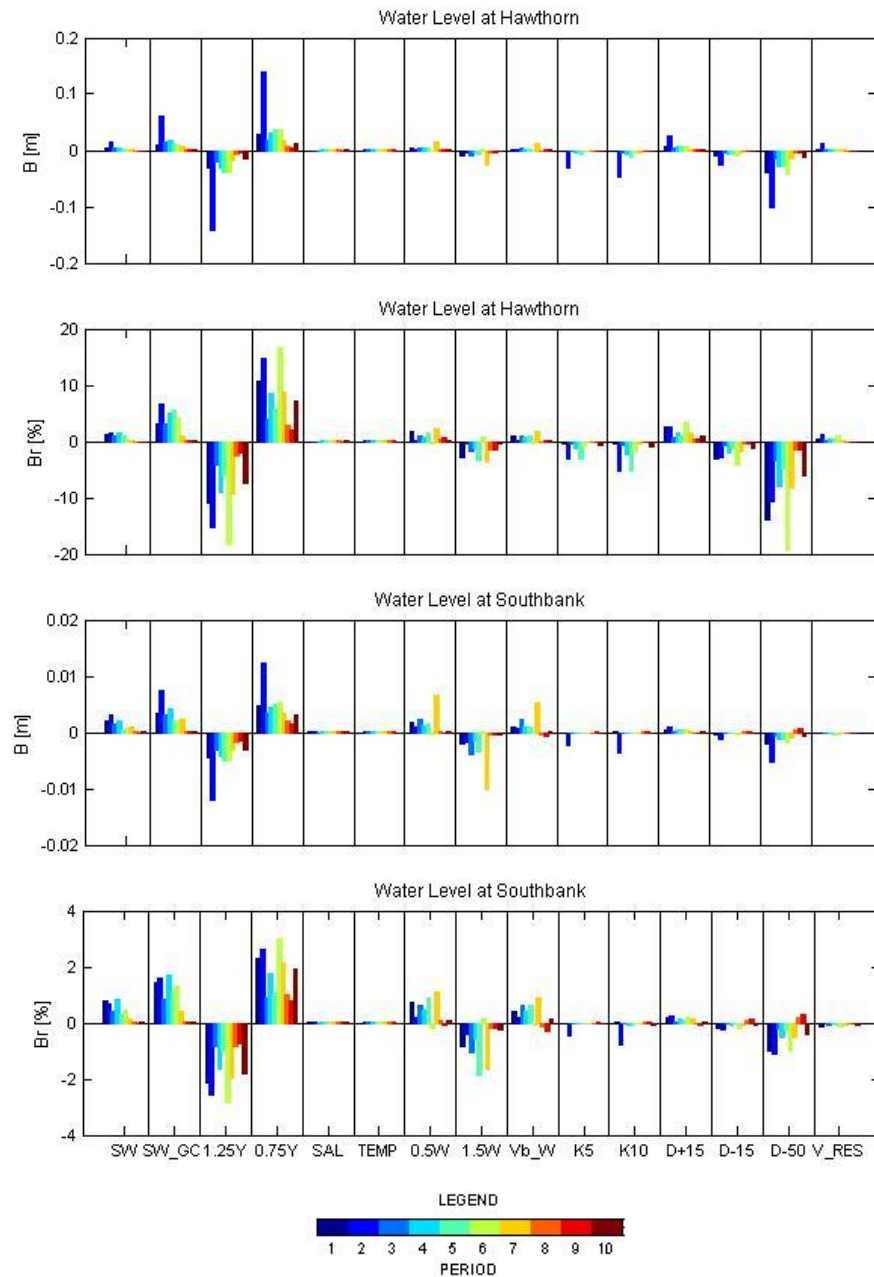 Water Level at Hawthorn
0.2
0.1
0
-0.1
-0.2
B [m]
Water Level at Hawthorn
20
10
0
-10
-20
Br [%]
Water Level at Southbank
0.02
0.01
0
-0.01
-0.02
B [m]
Water Level at Southbank
4
2
0
-2
-4
Br [%]
SW SW_GC 1.25Y 0.75Y SAL TEMP 0.5W 1.5W Vb_W K5 K10 D+15 D-15 D-50 V_RES
LEGEND
1 2 3 4 5 6 7 8 9 10
PERIOD